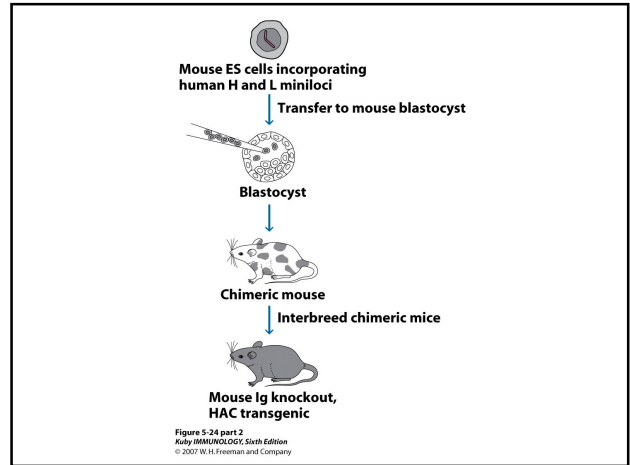 Mouse ES cells incorporating
human H and L miniloci
Transfer to mouse blastocyst
Blastocyst
Chimeric mouse
Interbreed chimeric mice
Mouse Ig knockout,
HAC transgenic
Figure 5-24 part 2
Kuby IMMUNOLOGY, Sixth Edition
© 2007 W. H. Freeman and Company